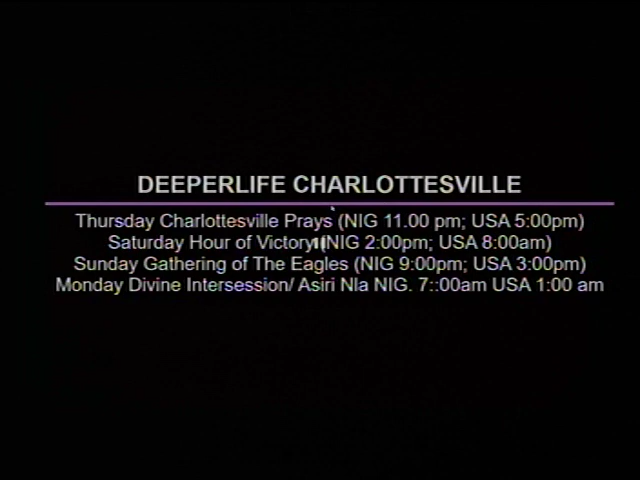 DEEPERLIFE CHARLOTTESVILLE
Thursday Charlottesville Prays (NIG 11.00 pm; USA 5:00pm)
Saturday Hour of Victory (NIG 2:00pm; USA 8:00am)
Sunday Gathering of The Eagles (NIG 9:00pm; USA 3:00pm)
Monday Divine Intersession/ Asiri Nla NIG. 7::00am USA 1:00 am